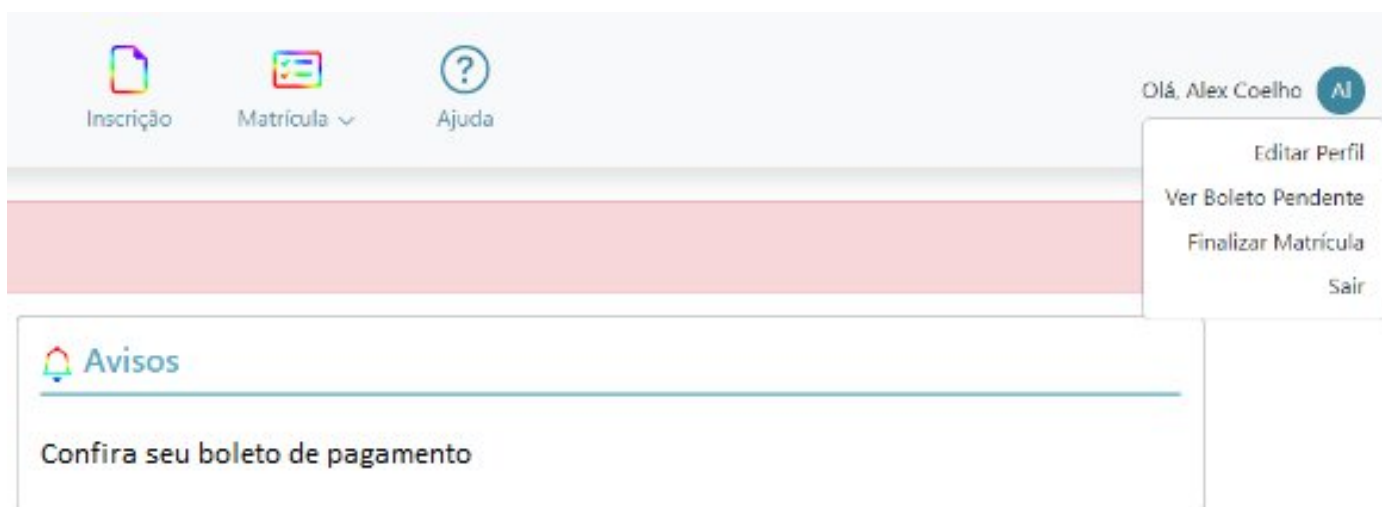 Inscrição
Matrícula
Ajuda
?
Olá, Alex Coelho
Al
Editar Perfil
Ver Boleto Pendente
Finalizar Matrícula
Sair
Avisos
Confira seu boleto de pagamento